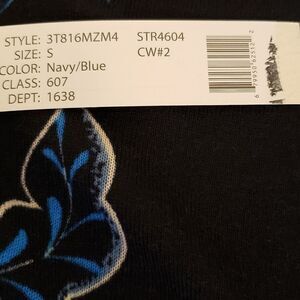 STYLE: 3T816MZM4 STR4604
SIZE: S CW#2
COLOR: Navy/Blue
CLASS: 607
DEPT: 1638